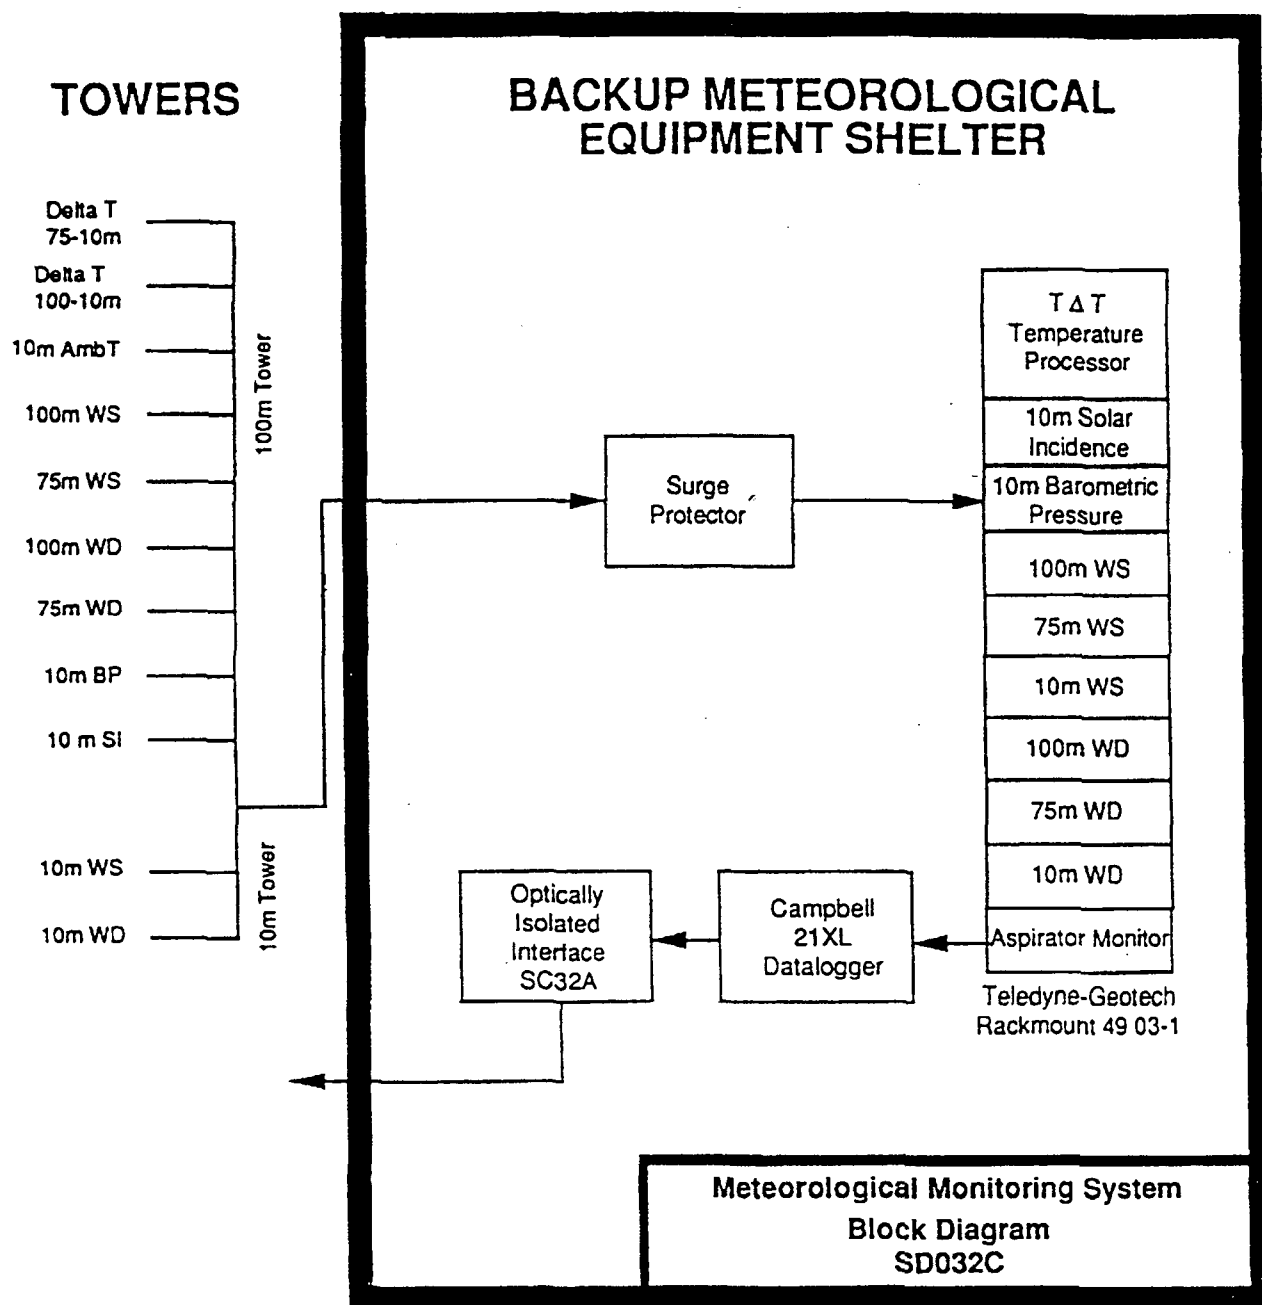 TOWERS
Delta T
75-10m
Delta T
100-10m
10m AmbT
100m WS
75m WS
100m WD
75m WD
10m BP
10 m SI
10m WS
10m WD
100m Tower
10m Tower
BACKUP METEOROLOGICAL
EQUIPMENT SHELTER
Surge
Protector
T Δ T
Temperature
Processor
10m Solar
Incidence
10m Barometric
Pressure
100m WS
75m WS
10m WS
100m WD
75m WD
10m WD
Aspirator Monitor
Teledyne-Geotech
Rackmount 49 03-1
Campbell
21XL
Datalogger
Optically
Isolated
Interface
SC32A
Meteorological Monitoring System
Block Diagram
SD032C